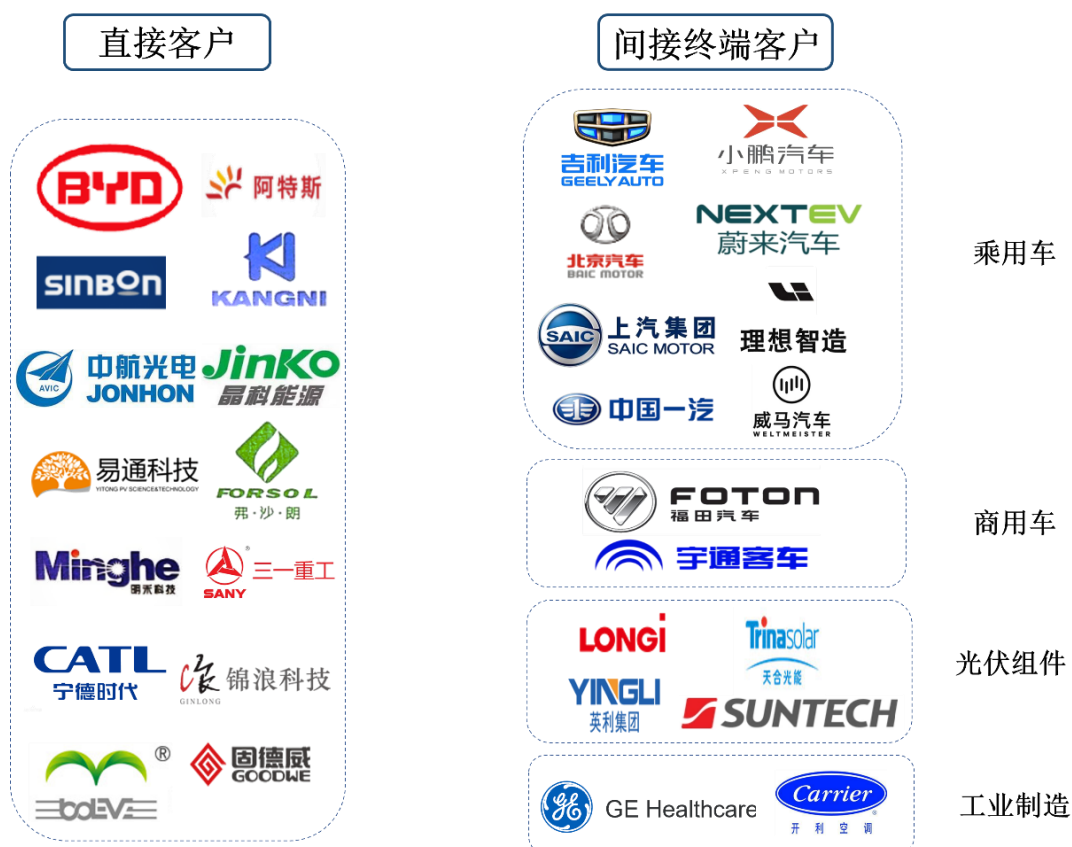 直接客户
BYD
阿特斯
SINBON
KANGNI
AVIC
中航光电
JONHON
JinKO
晶科能源
易通科技
YITONG PV SCIENCE&TECHNOLOGY
FORSOL
弗·沙·朗
Minghe
明禾科技
SANY
®
三一重工
CATL
宁德时代
GINLONG
锦浪科技
®
boLEVE
固德威
GOODWE
间接终端客户
吉利汽车
GEELY AUTO
小鹏汽车
XPENG MOTORS
北京汽车
BAIC MOTOR
NEXTEV
蔚来汽车
SAIC
上汽集团
SAIC MOTOR
理想智造
中国一汽
威马汽车
WELTMEISTER
乘用车
FOTON
福田汽车
宇通客车
商用车
LONGi
Trinasolar
天合光能
YINGLI
英利集团
SUNTECH
光伏组件
GE
GE Healthcare
Carrier
开利空调
工业制造